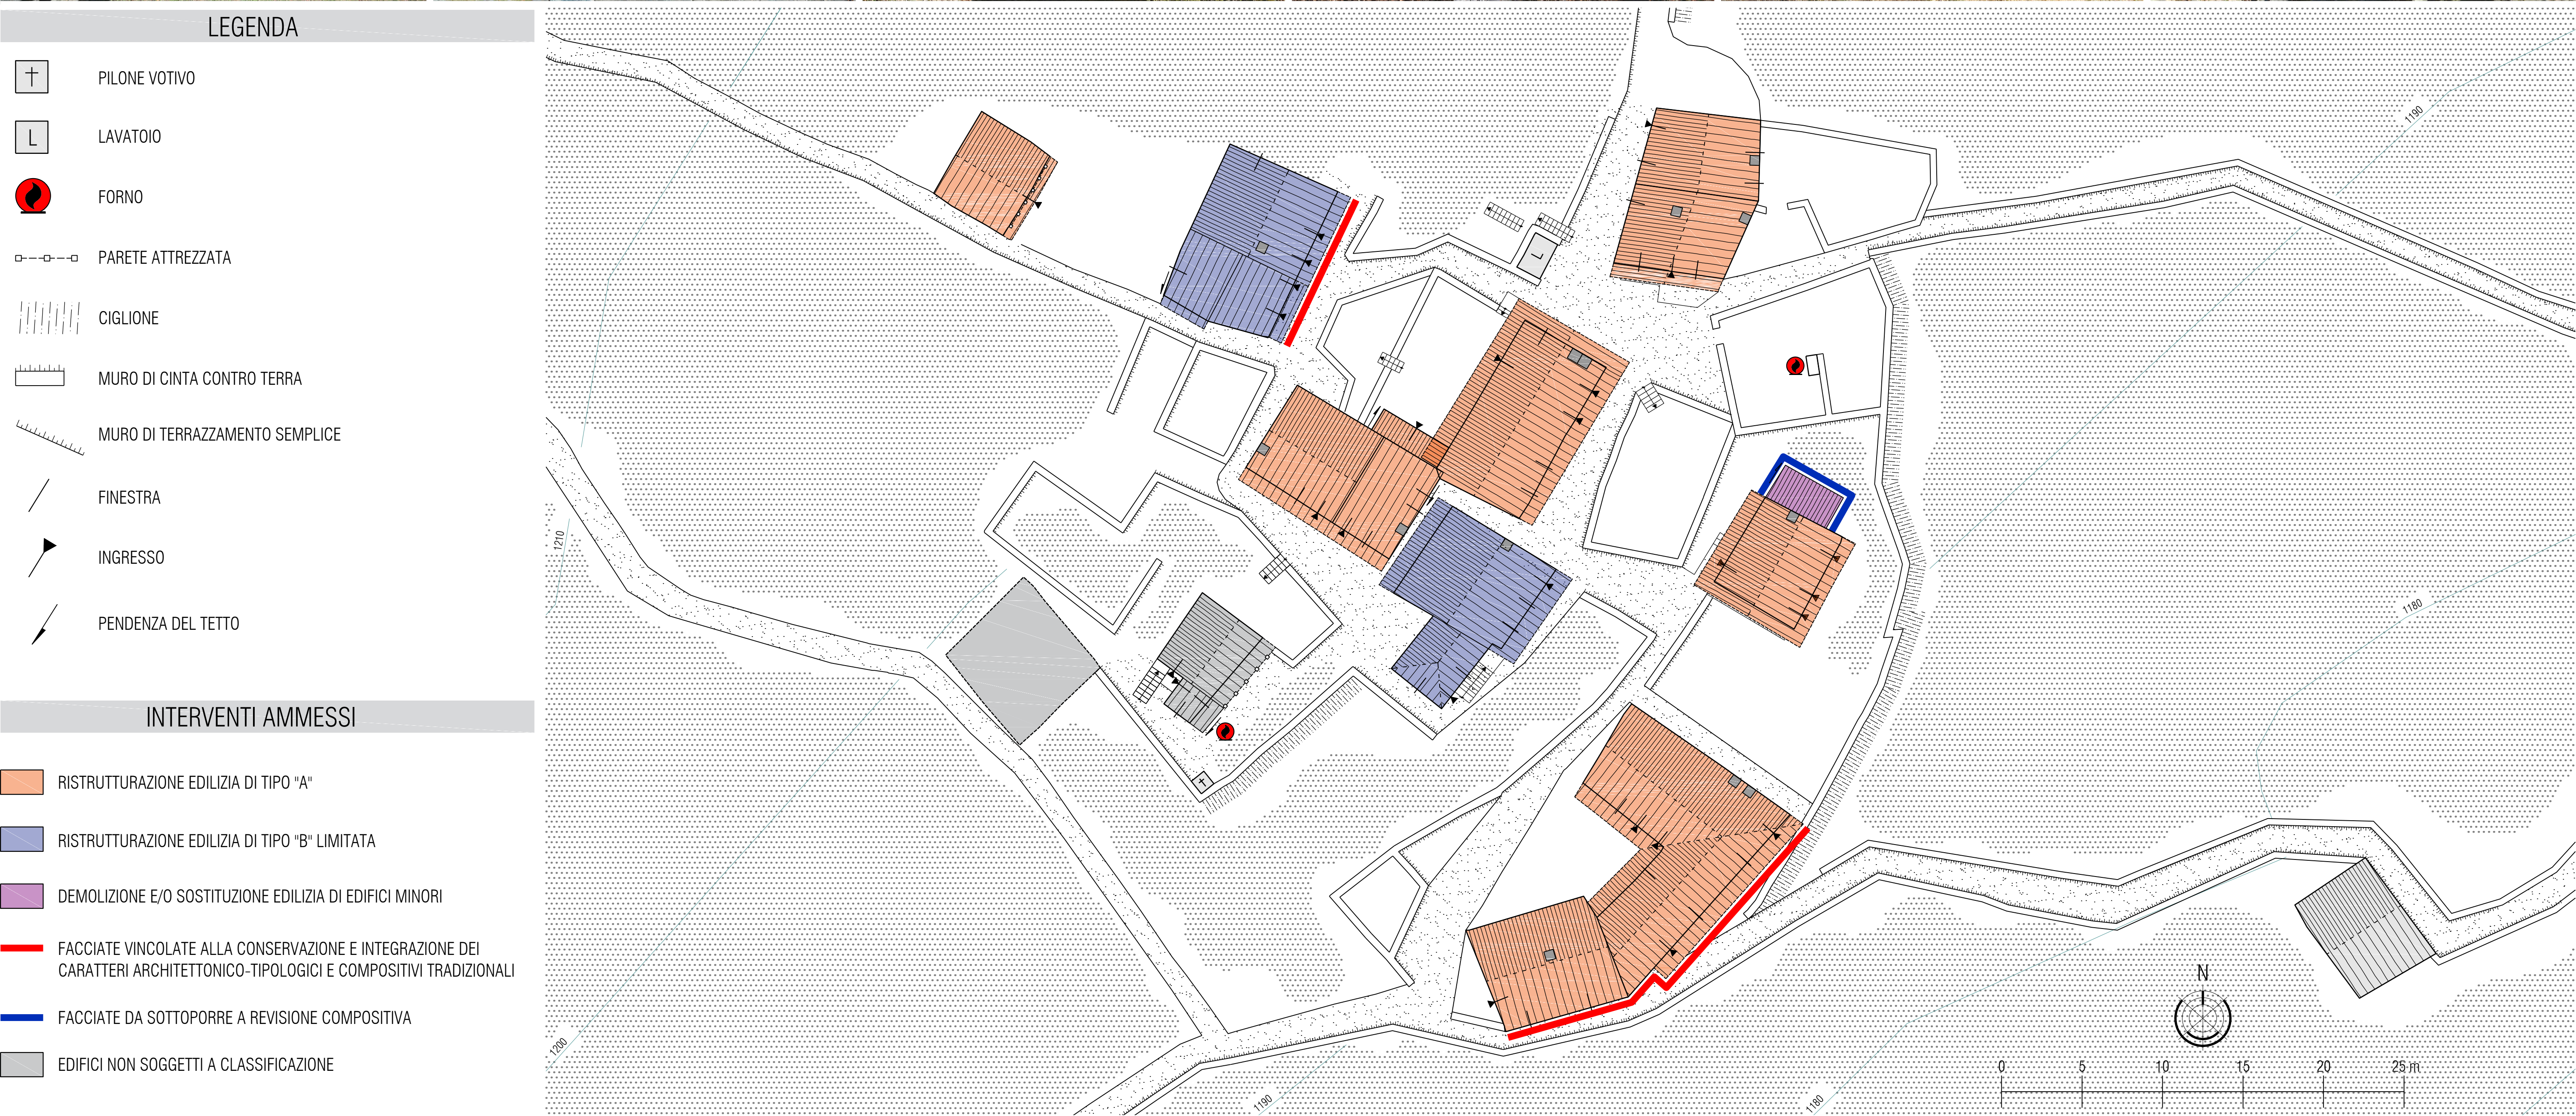 LEGENDA
PILONE VOTIVO
L
LAVATOIO
FORNO
PARETE ATTREZZATA
CIGLIONE
MURO DI CINTA CONTRO TERRA
MURO DI TERRAZZAMENTO SEMPLICE
FINESTRA
INGRESSO
PENDENZA DEL TETTO
INTERVENTI AMMESSI
RISTRUTTURAZIONE EDILIZIA DI TIPO "A"
RISTRUTTURAZIONE EDILIZIA DI TIPO "B" LIMITATA
DEMOLIZIONE E/O SOSTITUZIONE EDILIZIA DI EDIFICI MINORI
FACCIATE VINCOLATE ALLA CONSERVAZIONE E INTEGRAZIONE DEI
CARATTERI ARCHITETTONICO-TIPOLOGICI E COMPOSITIVI TRADIZIONALI
FACCIATE DA SOTTOPORRE A REVISIONE COMPOSITIVA
EDIFICI NON SOGGETTI A CLASSIFICAZIONE
1190
L
1210
1180
1200
1190
1180
N
0 5 10 15 20 25 m